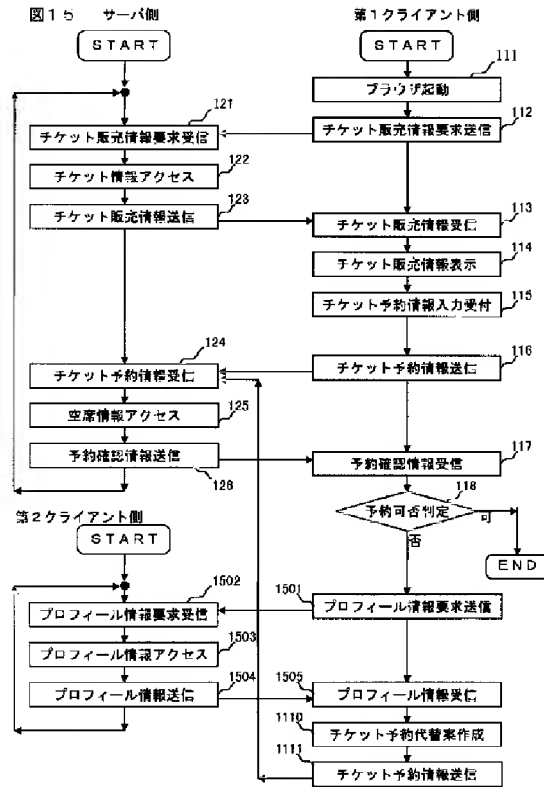 図15 サーバ側
START
121
チケット販売情報要求受信
122
チケット情報アクセス
123
チケット販売情報送信
124
チケット予約情報受信
125
空席情報アクセス
予約確認情報送信
126
第1クライアント側
START
111
ブラウザ起動
112
チケット販売情報要求送信
113
チケット販売情報受信
114
チケット販売情報表示
115
チケット予約情報入力受付
116
チケット予約情報送信
117
予約確認情報受信
118
予約可否判定
可
否
END
第2クライアント側
START
1502
プロフィール情報要求受信
1503
プロフィール情報アクセス
1504
プロフィール情報送信
1501
プロフィール情報要求送信
1505
プロフィール情報受信
1110
チケット予約代替案作成
1111
チケット予約情報送信